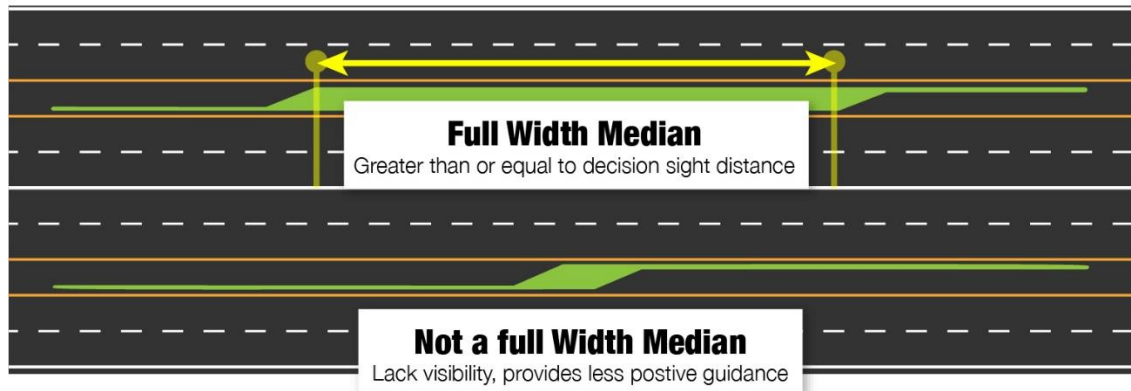 Full Width Median
Greater than or equal to decision sight distance
Not a full Width Median
Lack visibility, provides less postive guidance